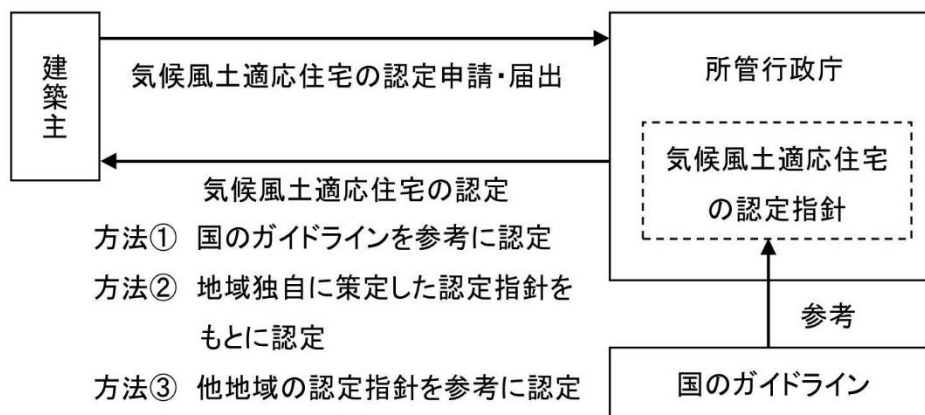 建築主
気候風土適応住宅の認定申請・届出
所管行政庁
気候風土適応住宅
の認定指針
気候風土適応住宅の認定
方法① 国のガイドラインを参考に認定
方法② 地域独自に策定した認定指針を
もとに認定
方法③ 他地域の認定指針を参考に認定
参考
国のガイドライン